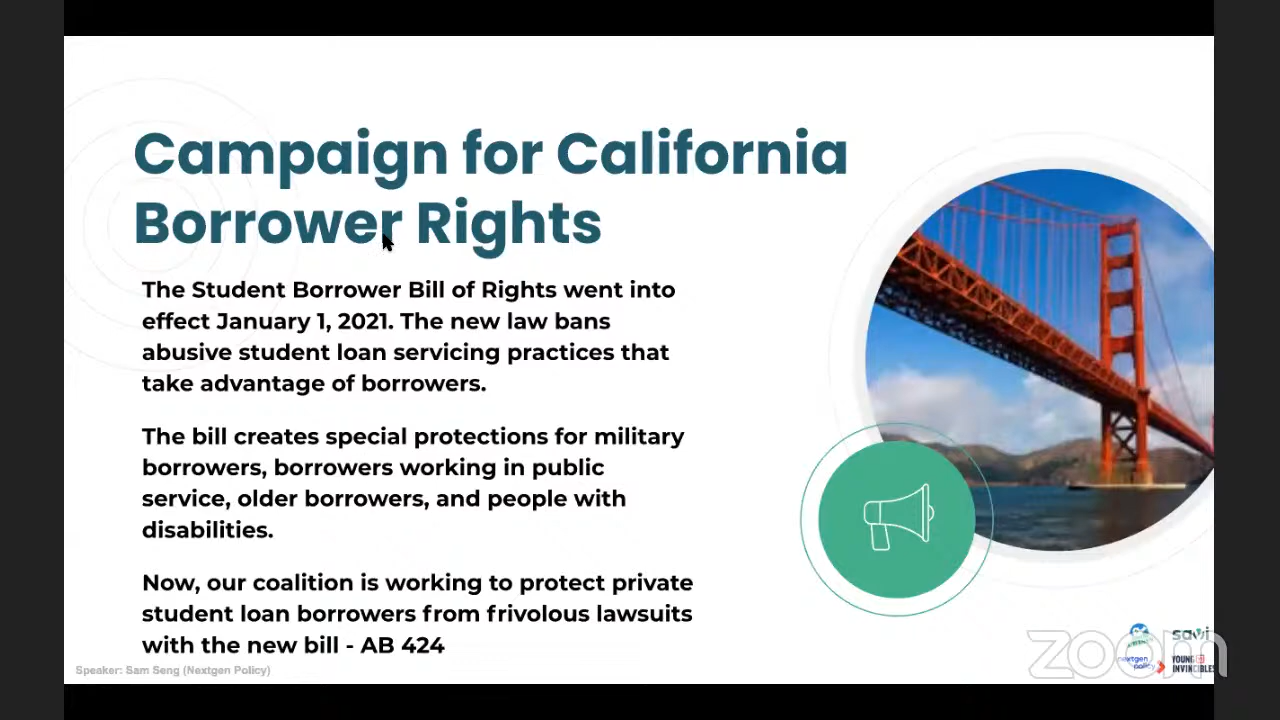 Campaign for California
Borrower Rights
The Student Borrower Bill of Rights went into
effect January 1, 2021. The new law bans
abusive student loan servicing practices that
take advantage of borrowers.
The bill creates special protections for military
borrowers, borrowers working in public
service, older borrowers, and people with
disabilities.
Now, our coalition is working to protect private
student loan borrowers from frivolous lawsuits
with the new bill - AB 424
Speaker: Sam Seng (Nextgen Policy)
savi
nextgen
policy
YOUNG
INVINCIBLES
zoom